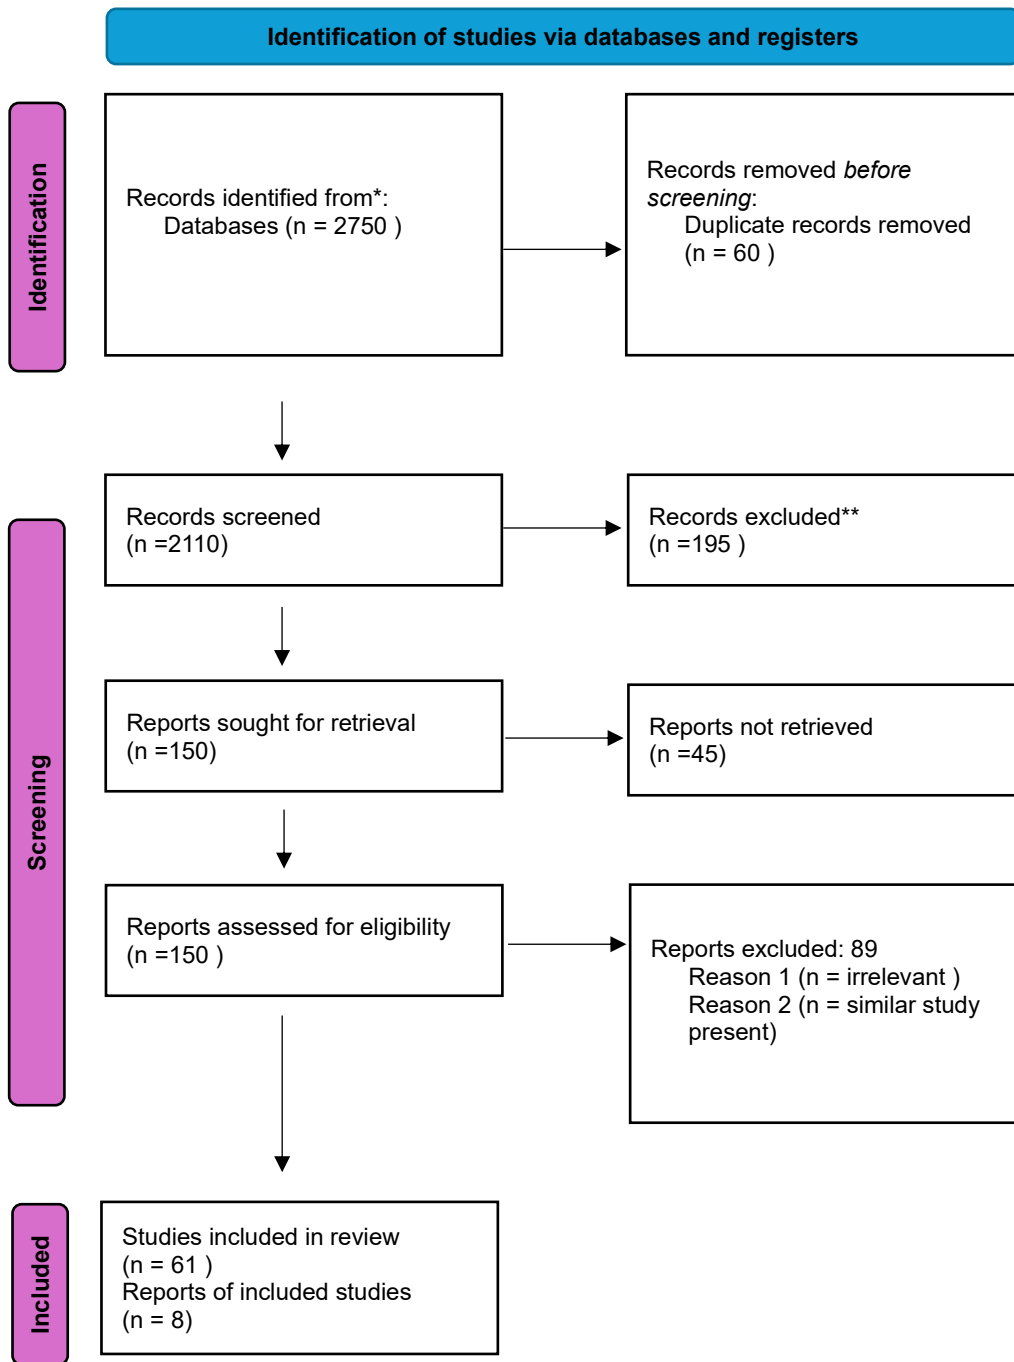 Identification of studies via databases and registers
Identification
Records identified from*:
Databases (n = 2750 )
Records removed before
screening:
Duplicate records removed
(n = 60 )
Screening
Records screened
(n =2110)
Records excluded**
(n =195 )
Reports sought for retrieval
(n =150)
Reports not retrieved
(n =45)
Reports assessed for eligibility
(n =150 )
Reports excluded: 89
Reason 1 (n = irrelevant )
Reason 2 (n = similar study
present)
Included
Studies included in review
(n = 61 )
Reports of included studies
(n = 8)